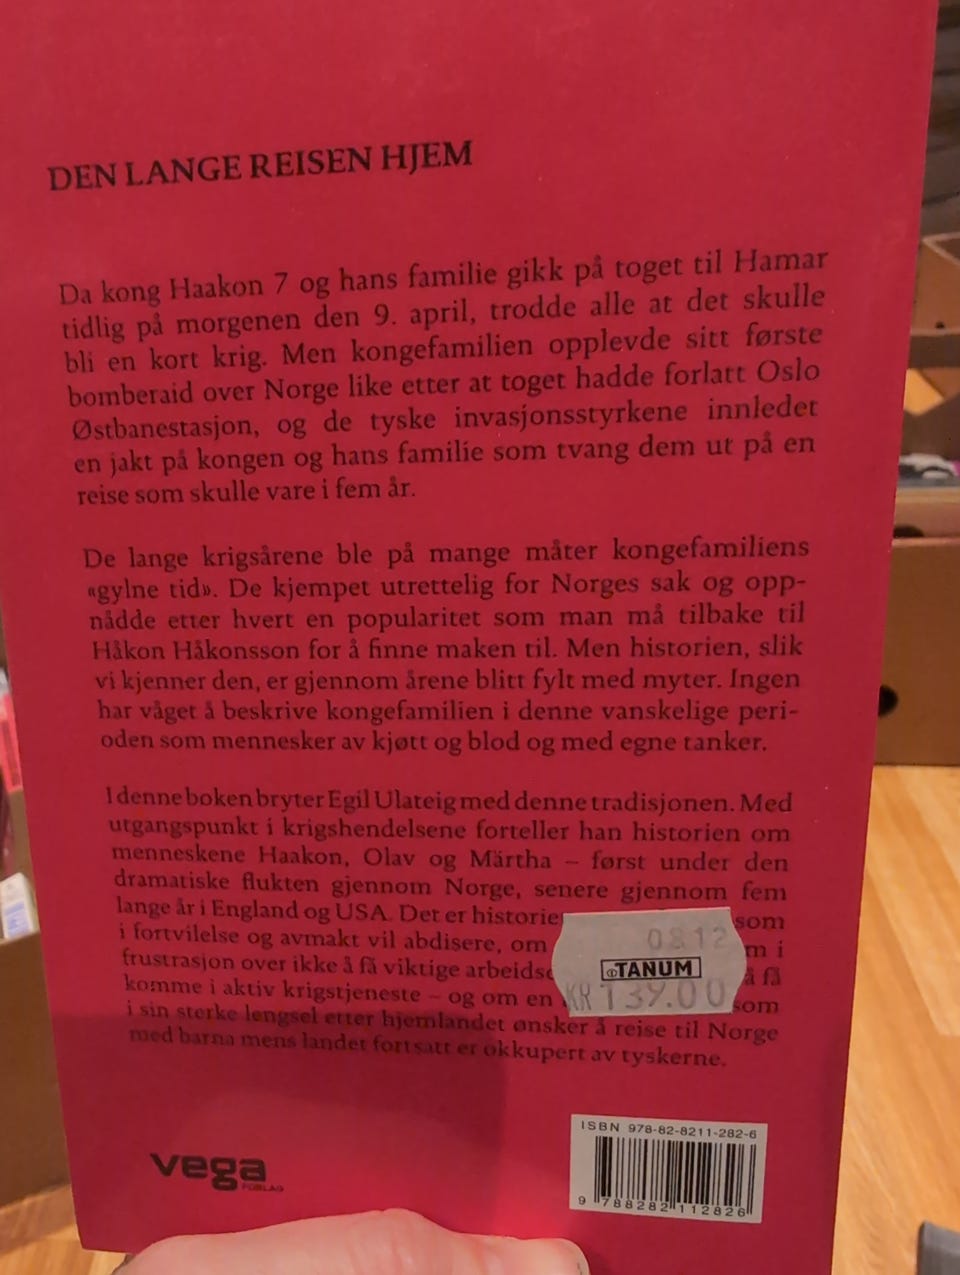 DEN LANGE REISEN HJEM
Da kong Haakon 7 og hans familie gikk på toget til Hamar
tidlig på morgenen den 9. april, trodde alle at det skulle
bli en kort krig. Men kongefamilien opplevde sitt første
bomberaid over Norge like etter at toget hadde forlatt Oslo
Østbanestasjon, og de tyske invasjonsstyrkene innledet
en jakt på kongen og hans familie som tvang dem ut på en
reise som skulle vare i fem år.
De lange krigsårene ble på mange måter kongefamiliens
«gylne tid». De kjempet utrettelig for Norges sak og opp-
nådde etter hvert en popularitet som man må tilbake til
Håkon Håkonsson for å finne maken til. Men historien, slik
vi kjenner den, er gjennom årene blitt fylt med myter. Ingen
har våget å beskrive kongefamilien i denne vanskelige peri-
oden som mennesker av kjøtt og blod og med egne tanker.
I denne boken bryter Egil Ulateig med denne tradisjonen. Med
utgangspunkt i krigshendelsene forteller han historien om
menneskene Haakon, Olav og Märtha – først under den
dramatiske flukten gjennom Norge, senere gjennom fem
lange år i England og USA. Det er historie som
i fortvilelse og avmakt vil abdisere, om m i
frustrasjon over ikke å få viktige arbeidso å få
komme i aktiv krigstjeneste – og om en som
i sin sterke lengsel etter hjemlandet ønsker å reise til Norge
med barna mens landet fortsatt er okkupert av tyskerne.
0812
TANUM
KR 139.00
vega
FORLAG
ISBN 978-82-8211-282-6
9 788282 112826